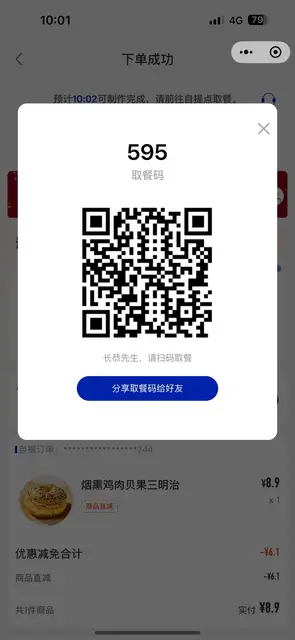 10:01
4G 79
下单成功
预计10:02可制作完成，请前往自提点取餐。
595
取餐码
长恭先生，请扫码取餐
分享取餐码给好友
自提订单：******************244
烟熏鸡肉贝果三明治
¥8.9
商品直减
x 1
优惠减免合计
-¥6.1
商品直减
-¥6.1
共1件商品
实付 ¥8.9